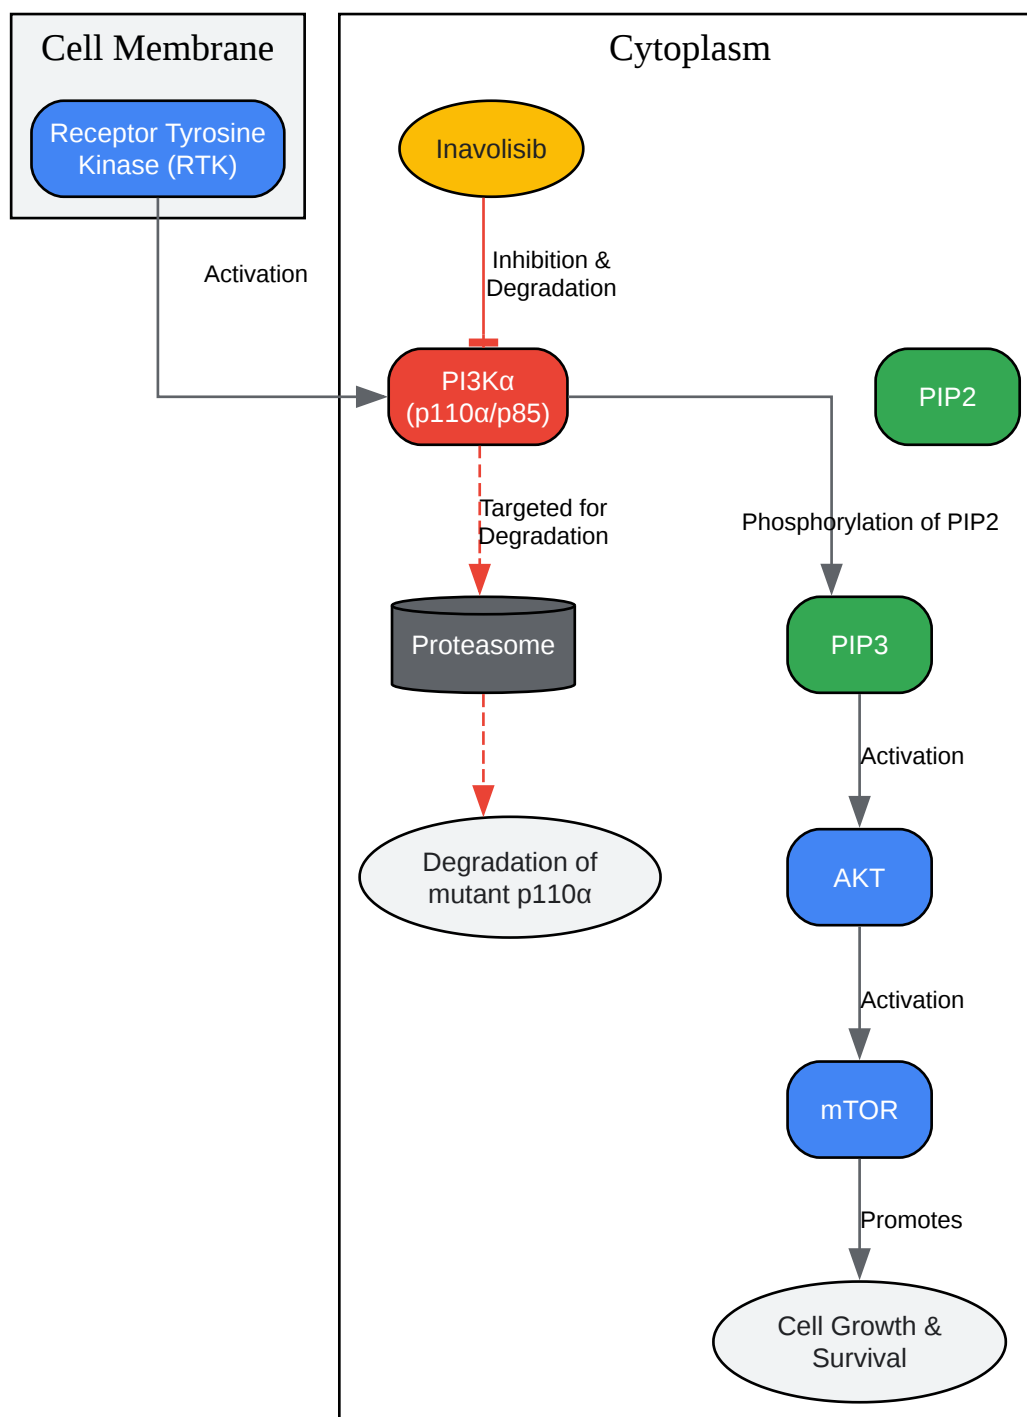 Cell Membrane
Receptor Tyrosine
Kinase (RTK)
Activation
Cytoplasm
Inavolisib
Inhibition &
Degradation
PI3Kα
(p110α/p85)
PIP2
Targeted for
Degradation
Phosphorylation of PIP2
Proteasome
PIP3
Activation
Degradation of
mutant p110α
AKT
Activation
mTOR
Promotes
Cell Growth &
Survival